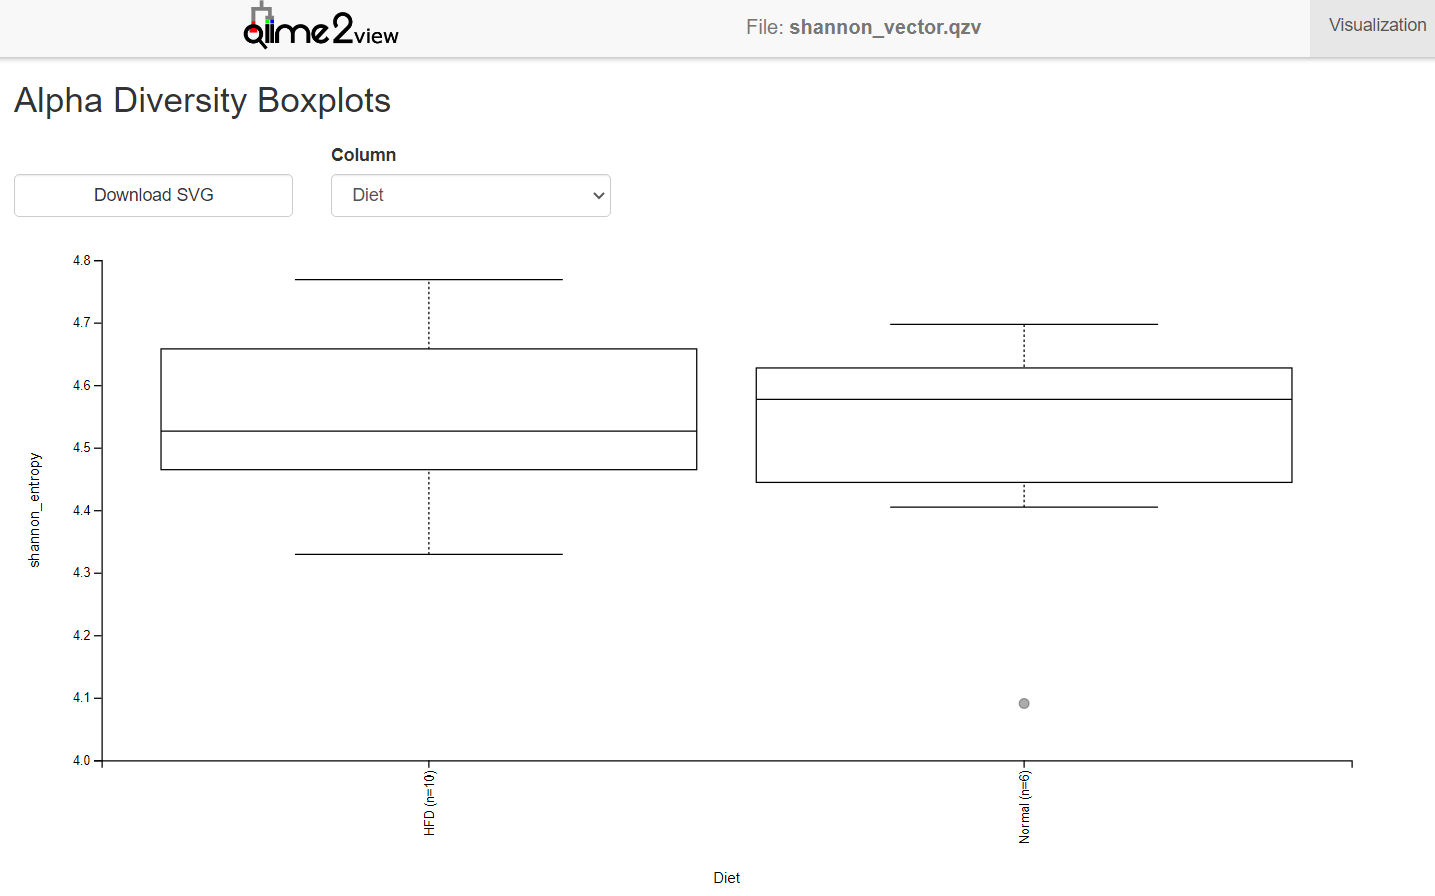 qiime2view
File: shannon_vector.qzv
Visualization
Alpha Diversity Boxplots
Column
Download SVG
Diet
4.8
4.7
4.6
4.5
4.4
4.3
4.2
4.1
4.0
shannon_entropy
HFD (n=10)
Normal (n=6)
Diet